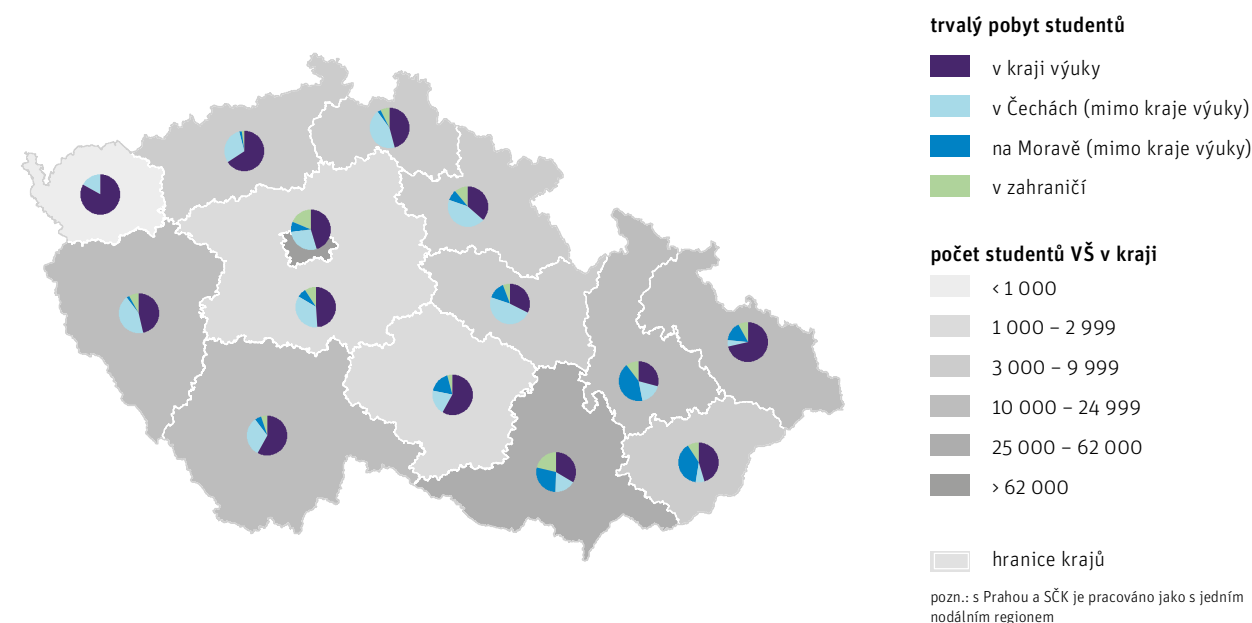 trvalý pobyt studentů
v kraji výuky
v Čechách (mimo kraje výuky)
na Moravě (mimo kraje výuky)
v zahraničí
počet studentů VŠ v kraji
< 1 000
1 000 – 2 999
3 000 – 9 999
10 000 – 24 999
25 000 – 62 000
> 62 000
hranice krajů
pozn.: s Prahou a SČK je pracováno jako s jedním
nodálním regionem